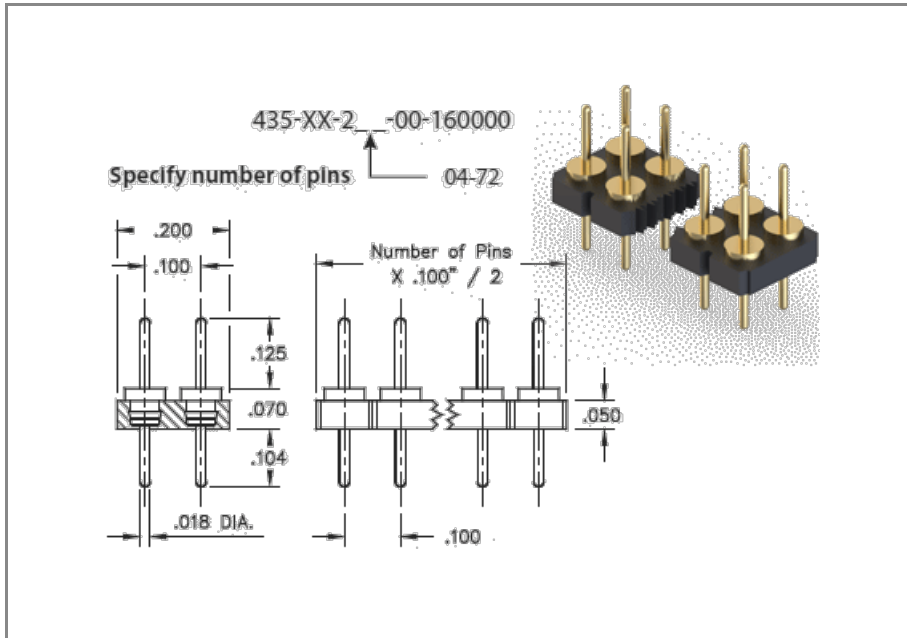 435-XX-2_ _-00-160000
Specify number of pins
04-72
.200
.100
Number of Pins
X .100" / 2
.125
.070
.104
.050
.018 DIA.
.100